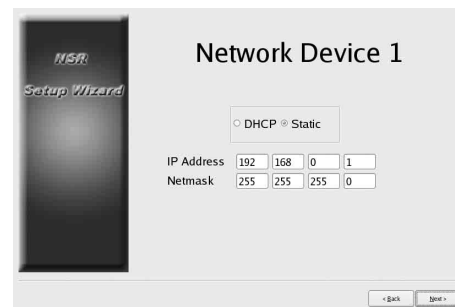 NSR
Setup Wizard
Network Device 1
DHCP Static
IP Address 192 168 0 1
Netmask 255 255 255 0
< Back Next >